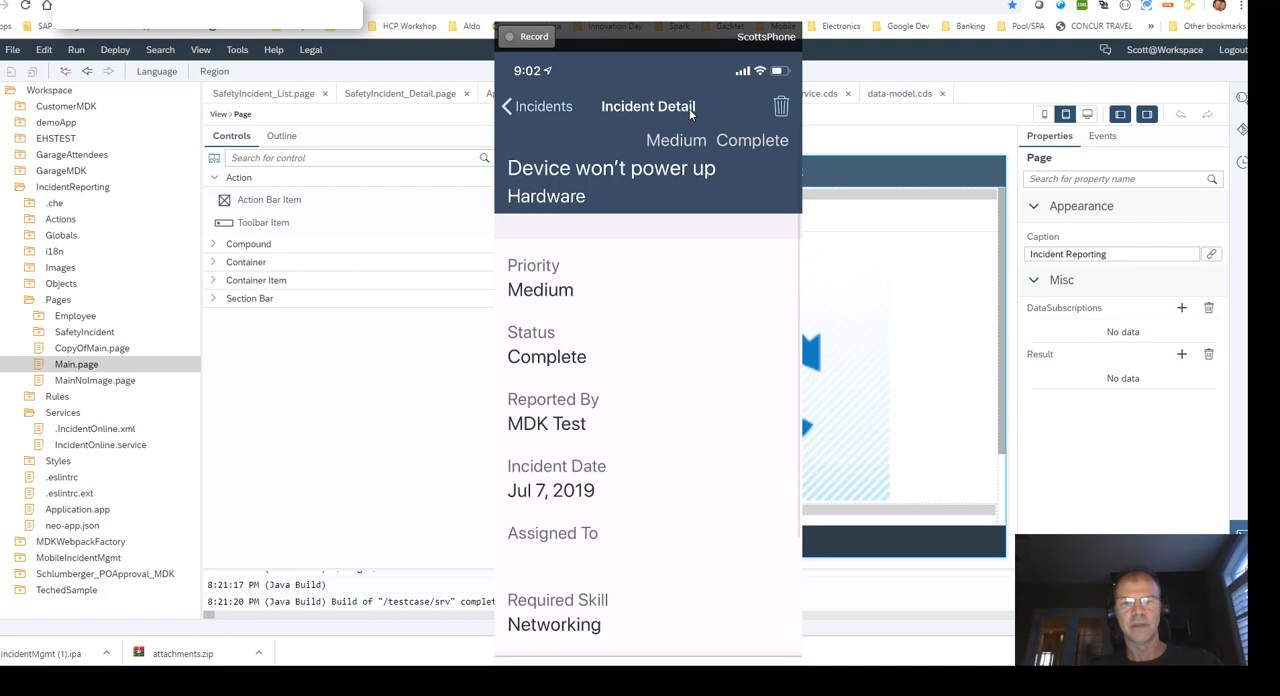 SAP
HCP Workshop
Aldo
Innovation Day
Spark
GazMet
Mobile
Electronics
Google Dev
Banking
Pool/SPA
CONCUR TRAVEL
»
Other bookmarks
File
Edit
Run
Deploy
Search
View
Tools
Help
Legal
Scott@Workspace
Logout
Language
Region
Workspace
CustomerMDK
demoApp
EHSTEST
GarageAttendees
GarageMDK
IncidentReporting
.che
Actions
Globals
i18n
Images
Objects
Pages
Employee
SafetyIncident
CopyOfMain.page
Main.page
MainNoImage.page
Rules
Services
.IncidentOnline.xml
IncidentOnline.service
Styles
.eslintrc
.eslintrc.ext
Application.app
neo-app.json
MDKWebpackFactory
MobileIncidentMgmt
Schlumberger_POApproval_MDK
TechedSample
SafetyIncident_List.page ×
SafetyIncident_Detail.page ×
vice.cds ×
data-model.cds ×
View > Page
Controls
Outline
Search for control
Action
Action Bar Item
Toolbar Item
Compound
Container
Container Item
Section Bar
8:21:17 PM (Java Build)
8:21:20 PM (Java Build) Build of "/testcase/srv" complet
Record
ScottsPhone
9:02
Incidents
Incident Detail
Medium Complete
Device won't power up
Hardware
Priority
Medium
Status
Complete
Reported By
MDK Test
Incident Date
Jul 7, 2019
Assigned To
Required Skill
Networking
Properties
Events
Page
Search for property name
Appearance
Caption
Incident Reporting
Misc
DataSubscriptions
No data
Result
No data
IncidentMgmt (1).ipa
attachments.zip